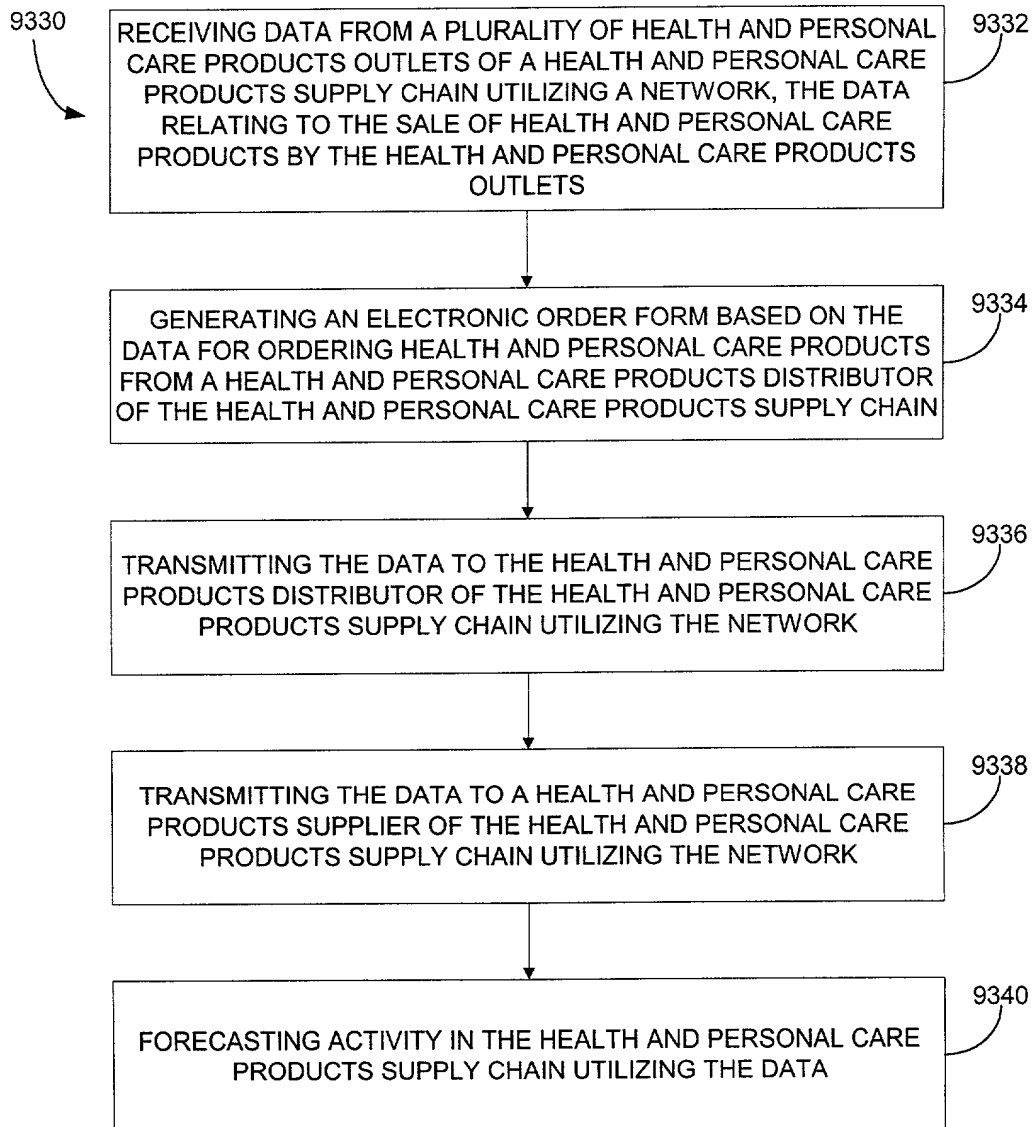 9330
RECEIVING DATA FROM A PLURALITY OF HEALTH AND PERSONAL
CARE PRODUCTS OUTLETS OF A HEALTH AND PERSONAL CARE
PRODUCTS SUPPLY CHAIN UTILIZING A NETWORK, THE DATA
RELATING TO THE SALE OF HEALTH AND PERSONAL CARE
PRODUCTS BY THE HEALTH AND PERSONAL CARE PRODUCTS
OUTLETS
9332
GENERATING AN ELECTRONIC ORDER FORM BASED ON THE
DATA FOR ORDERING HEALTH AND PERSONAL CARE PRODUCTS
FROM A HEALTH AND PERSONAL CARE PRODUCTS DISTRIBUTOR
OF THE HEALTH AND PERSONAL CARE PRODUCTS SUPPLY CHAIN
9334
TRANSMITTING THE DATA TO THE HEALTH AND PERSONAL CARE
PRODUCTS DISTRIBUTOR OF THE HEALTH AND PERSONAL CARE
PRODUCTS SUPPLY CHAIN UTILIZING THE NETWORK
9336
TRANSMITTING THE DATA TO A HEALTH AND PERSONAL CARE
PRODUCTS SUPPLIER OF THE HEALTH AND PERSONAL CARE
PRODUCTS SUPPLY CHAIN UTILIZING THE NETWORK
9338
FORECASTING ACTIVITY IN THE HEALTH AND PERSONAL CARE
PRODUCTS SUPPLY CHAIN UTILIZING THE DATA
9340